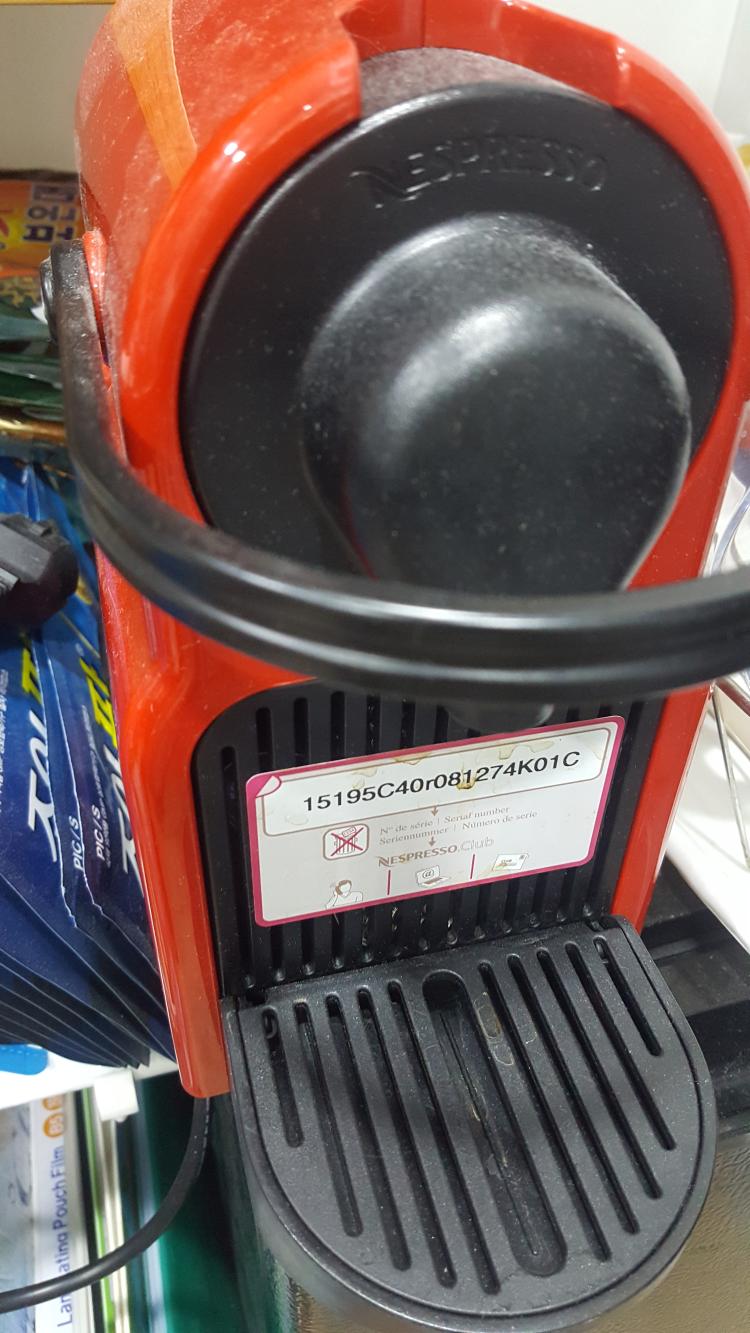 NESPRESSO
15195C40r081274K01C
N° de série | Serial number
Seriennummer | Número de serie
NESPRESSO.Club
@
PIC/S
PIC/S
Laminating Pouch Film